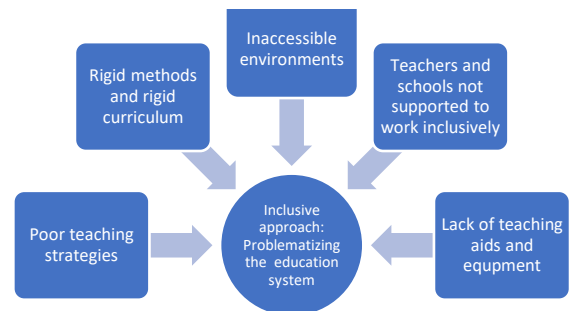 Inaccessible
environments
Rigid methods
and rigid
curriculum
Teachers and
schools not
supported to
work inclusively
Poor teaching
strategies
Inclusive
approach:
Problematizing
the education
system
Lack of teaching
aids and
equpment